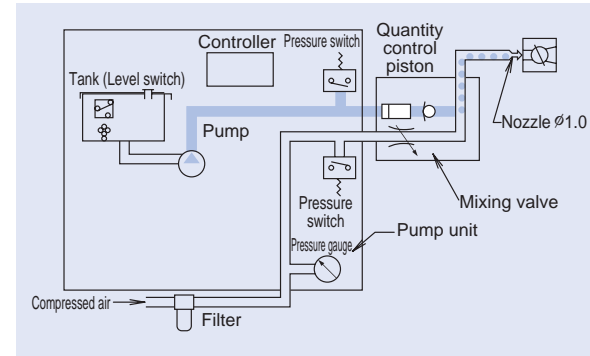 Quantity
control
piston
Controller
Pressure switch
Tank (Level switch)
Pump
Nozzle Ø1.0
Mixing valve
Pressure
switch
Pump unit
Pressure gauge
Compressed air
Filter